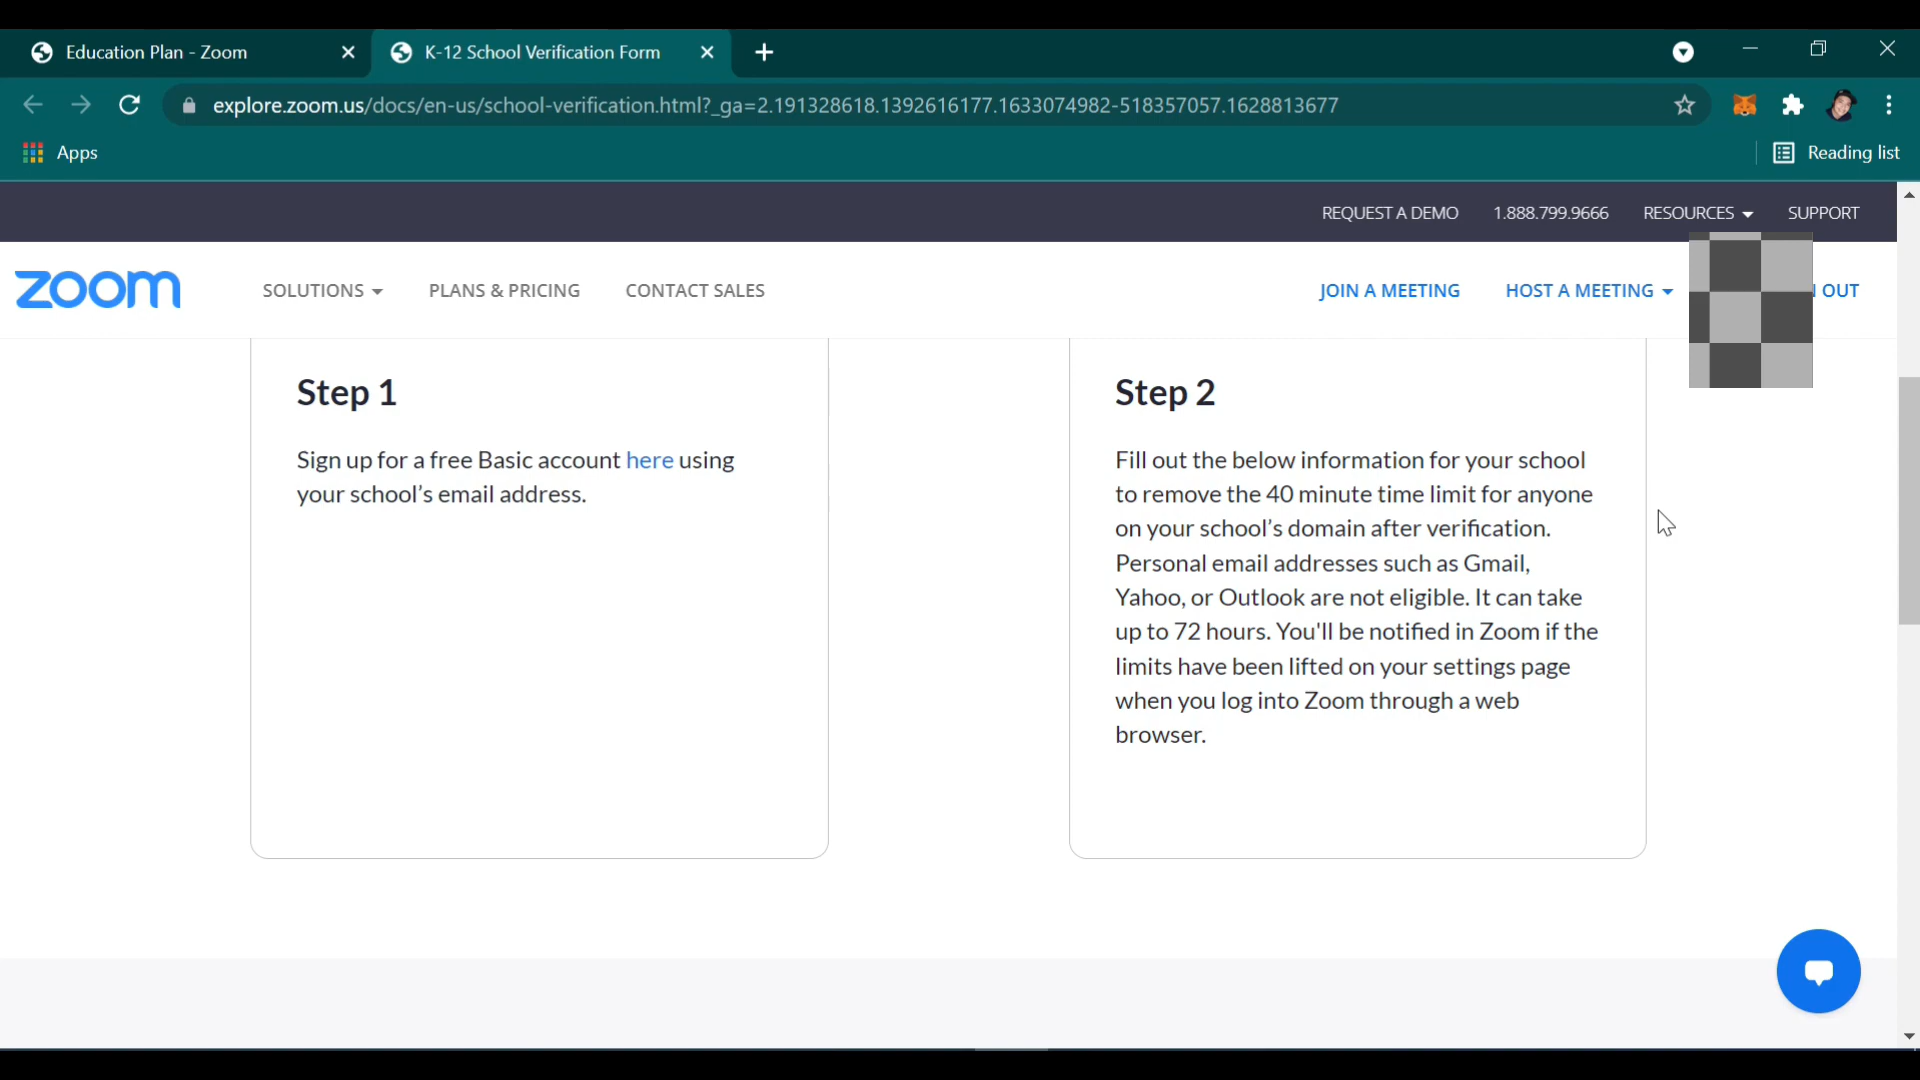 Education Plan - Zoom
K-12 School Verification Form
explore.zoom.us/docs/en-us/school-verification.html?_ga=2.191328618.1392616177.1633074982-518357057.1628813677
Apps
Reading list
REQUEST A DEMO 1.888.799.9666 RESOURCES SUPPORT
zoom SOLUTIONS PLANS & PRICING CONTACT SALES JOIN A MEETING HOST A MEETING OUT
Step 1
Sign up for a free Basic account here using
your school’s email address.
Step 2
Fill out the below information for your school
to remove the 40 minute time limit for anyone
on your school’s domain after verification.
Personal email addresses such as Gmail,
Yahoo, or Outlook are not eligible. It can take
up to 72 hours. You'll be notified in Zoom if the
limits have been lifted on your settings page
when you log into Zoom through a web
browser.